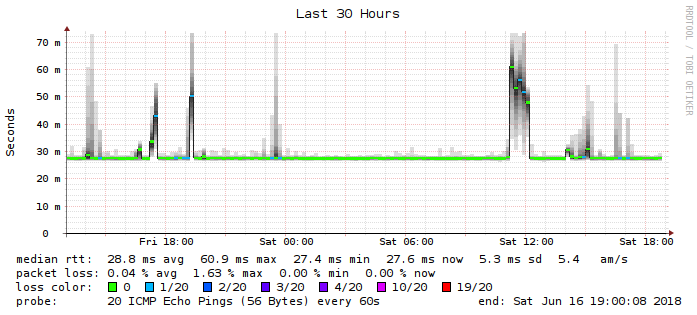 Last 30 Hours
RRDTOOL / TOBI OETIKER
Seconds
70 m
60 m
50 m
40 m
30 m
20 m
10 m
0
Fri 18:00 Sat 00:00 Sat 06:00 Sat 12:00 Sat 18:00
median rtt: 28.8 ms avg 60.9 ms max 27.4 ms min 27.6 ms now 5.3 ms sd 5.4 am/s
packet loss: 0.04 % avg 1.63 % max 0.00 % min 0.00 % now
loss color: 0 1/20 2/20 3/20 4/20 10/20 19/20
probe: 20 ICMP Echo Pings (56 Bytes) every 60s end: Sat Jun 16 19:00:08 2018